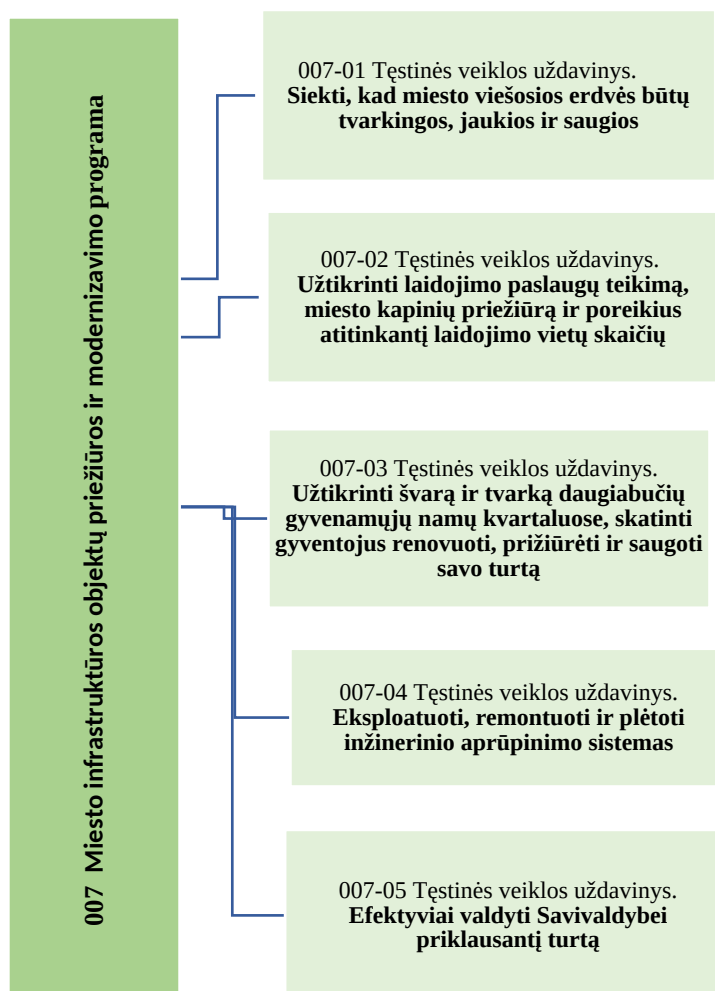 007 Miesto infrastruktūros objektų priežiūros ir modernizavimo programa
007-01 Tęstinės veiklos uždavinys.
Siekti, kad miesto viešosios erdvės būtų
tvarkingos, jaukios ir saugios
007-02 Tęstinės veiklos uždavinys.
Užtikrinti laidojimo paslaugų teikimą,
miesto kapinių priežiūrą ir poreikius
atitinkantį laidojimo vietų skaičių
007-03 Tęstinės veiklos uždavinys.
Užtikrinti švarą ir tvarką daugiabučių
gyvenamųjų namų kvartaluose, skatinti
gyventojus renovuoti, prižiūrėti ir saugoti
savo turtą
007-04 Tęstinės veiklos uždavinys.
Eksploatuoti, remontuoti ir plėtoti
inžinerinio aprūpinimo sistemas
007-05 Tęstinės veiklos uždavinys.
Efektyviai valdyti Savivaldybei
priklausantį turtą